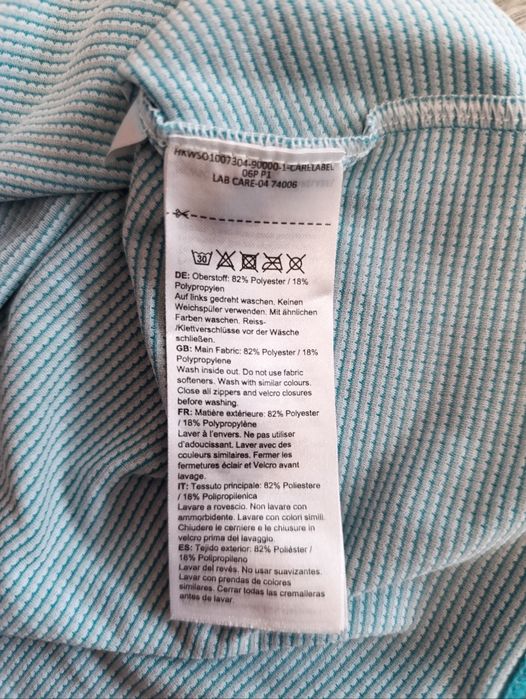 HKWSO1007304-90000-1-CARELABEL
06P P1
LAB CARE-04 74006
30
DE: Oberstoff: 82% Polyester / 18%
Polypropylen
Auf links gedreht waschen. Keinen
Weichspüler verwenden. Mit ähnlichen
Farben waschen. Reiss-
/Klettverschlüsse vor der Wäsche
schließen.
GB: Main Fabric: 82% Polyester / 18%
Polypropylene
Wash inside out. Do not use fabric
softeners. Wash with similar colours.
Close all zippers and velcro closures
before washing.
FR: Matière extérieure: 82% Polyester
/ 18% Polypropylène
Laver à l'envers. Ne pas utiliser
d'adoucissant. Laver avec des
couleurs similaires. Fermer les
fermetures éclair et Velcro avant
lavage.
IT: Tessuto principale: 82% Poliestere
/ 18% Polipropilenica
Lavare a rovescio. Non lavare con
ammorbidente. Lavare con colori simili.
Chiudere le cerniere e le chiusure in
velcro prima del lavaggio.
ES: Tejido exterior: 82% Poliéster /
18% Polipropileno
Lavar del revés. No usar suavizantes.
Lavar con prendas de colores
similares. Cerrar todas las cremalleras
antes de lavar.